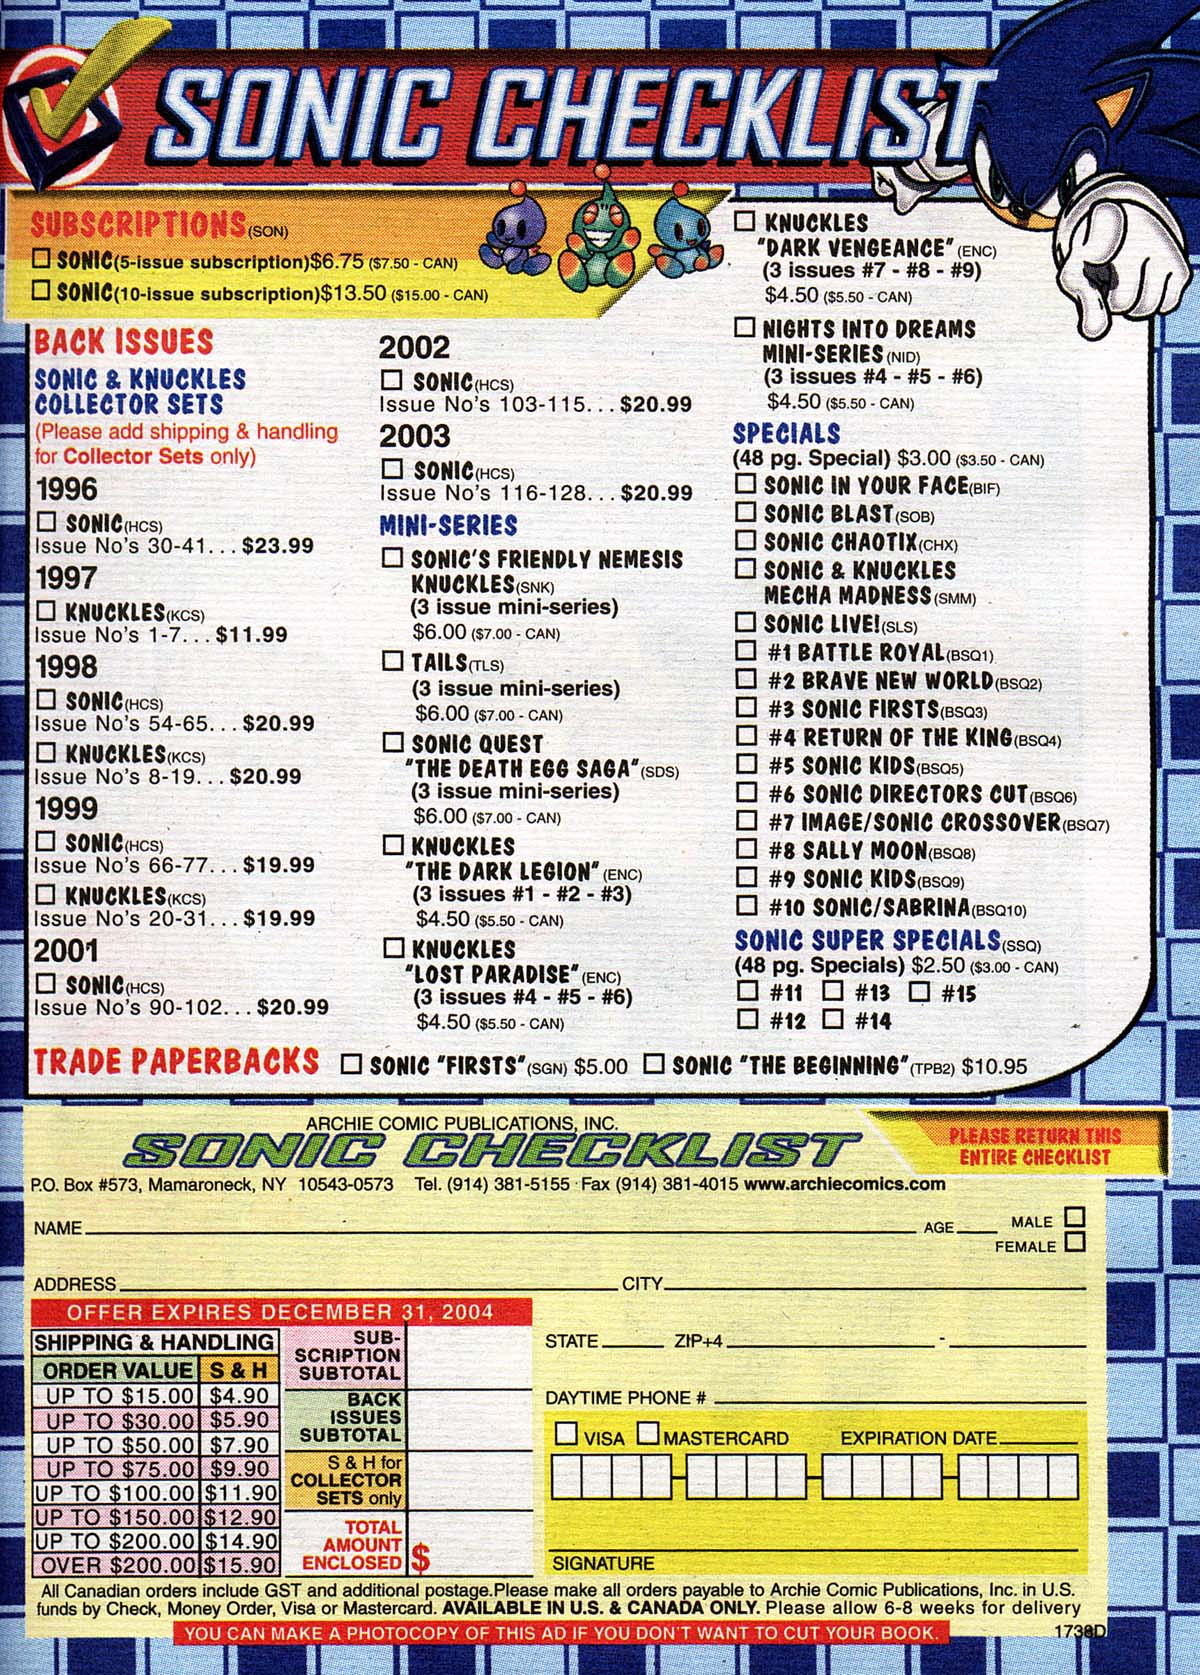 SONIC CHECKLIST
SUBSCRIPTIONS (SON)
SONIC (5-issue subscription) $6.75 ($7.50 - CAN)
SONIC (10-issue subscription) $13.50 ($15.00 - CAN)
BACK ISSUES
SONIC & KNUCKLES
COLLECTOR SETS
(Please add shipping & handling
for Collector Sets only)
1996
SONIC (HCS)
Issue No's 30-41... $23.99
1997
KNUCKLES (KCS)
Issue No's 1-7... $11.99
1998
SONIC (HCS)
Issue No's 54-65... $20.99
KNUCKLES (KCS)
Issue No's 8-19... $20.99
1999
SONIC (HCS)
Issue No's 66-77... $19.99
KNUCKLES (KCS)
Issue No's 20-31... $19.99
2001
SONIC (HCS)
Issue No's 90-102... $20.99
2002
SONIC (HCS)
Issue No's 103-115... $20.99
2003
SONIC (HCS)
Issue No's 116-128... $20.99
MINI-SERIES
SONIC'S FRIENDLY NEMESIS
KNUCKLES (SNK)
(3 issue mini-series)
$6.00 ($7.00 - CAN)
TAILS (TLS)
(3 issue mini-series)
$6.00 ($7.00 - CAN)
SONIC QUEST
"THE DEATH EGG SAGA" (SDS)
(3 issue mini-series)
$6.00 ($7.00 - CAN)
KNUCKLES
"THE DARK LEGION" (ENC)
(3 issues #1 - #2 - #3)
$4.50 ($5.50 - CAN)
KNUCKLES
"LOST PARADISE" (ENC)
(3 issues #4 - #5 - #6)
$4.50 ($5.50 - CAN)
KNUCKLES
"DARK VENGEANCE" (ENC)
(3 issues #7 - #8 - #9)
$4.50 ($5.50 - CAN)
NIGHTS INTO DREAMS
MINI-SERIES (NID)
(3 issues #4 - #5 - #6)
$4.50 ($5.50 - CAN)
SPECIALS
(48 pg. Special) $3.00 ($3.50 - CAN)
SONIC IN YOUR FACE (BIF)
SONIC BLAST (SOB)
SONIC CHAOTIX (CHX)
SONIC & KNUCKLES
MECHA MADNESS (SMM)
SONIC LIVE! (SLS)
#1 BATTLE ROYAL (BSQ1)
#2 BRAVE NEW WORLD (BSQ2)
#3 SONIC FIRSTS (BSQ3)
#4 RETURN OF THE KING (BSQ4)
#5 SONIC KIDS (BSQ5)
#6 SONIC DIRECTORS CUT (BSQ6)
#7 IMAGE/SONIC CROSSOVER (BSQ7)
#8 SALLY MOON (BSQ8)
#9 SONIC KIDS (BSQ9)
#10 SONIC/SABRINA (BSQ10)
SONIC SUPER SPECIALS (SSQ)
(48 pg. Specials) $2.50 ($3.00 - CAN)
#11 #13 #15
#12 #14
TRADE PAPERBACKS SONIC "FIRSTS" (SGN) $5.00 SONIC "THE BEGINNING" (TPB2) $10.95
ARCHIE COMIC PUBLICATIONS, INC.
SONIC CHECKLIST
PLEASE RETURN THIS
ENTIRE CHECKLIST
P.O. Box #573, Mamaroneck, NY 10543-0573 Tel. (914) 381-5155 · Fax (914) 381-4015 www.archiecomics.com
NAME AGE MALE
FEMALE
ADDRESS CITY
OFFER EXPIRES DECEMBER 31, 2004
SHIPPING & HANDLING
ORDER VALUE S & H
UP TO $15.00 $4.90
UP TO $30.00 $5.90
UP TO $50.00 $7.90
UP TO $75.00 $9.90
UP TO $100.00 $11.90
UP TO $150.00 $12.90
UP TO $200.00 $14.90
OVER $200.00 $15.90
SUB-
SCRIPTION
SUBTOTAL
BACK
ISSUES
SUBTOTAL
S & H for
COLLECTOR
SETS only
TOTAL
AMOUNT
ENCLOSED $
STATE ZIP+4 -
DAYTIME PHONE #
VISA MASTERCARD EXPIRATION DATE
SIGNATURE
All Canadian orders include GST and additional postage. Please make all orders payable to Archie Comic Publications, Inc. in U.S.
funds by Check, Money Order, Visa or Mastercard. AVAILABLE IN U.S. & CANADA ONLY. Please allow 6-8 weeks for delivery
YOU CAN MAKE A PHOTOCOPY OF THIS AD IF YOU DON'T WANT TO CUT YOUR BOOK.
1738D